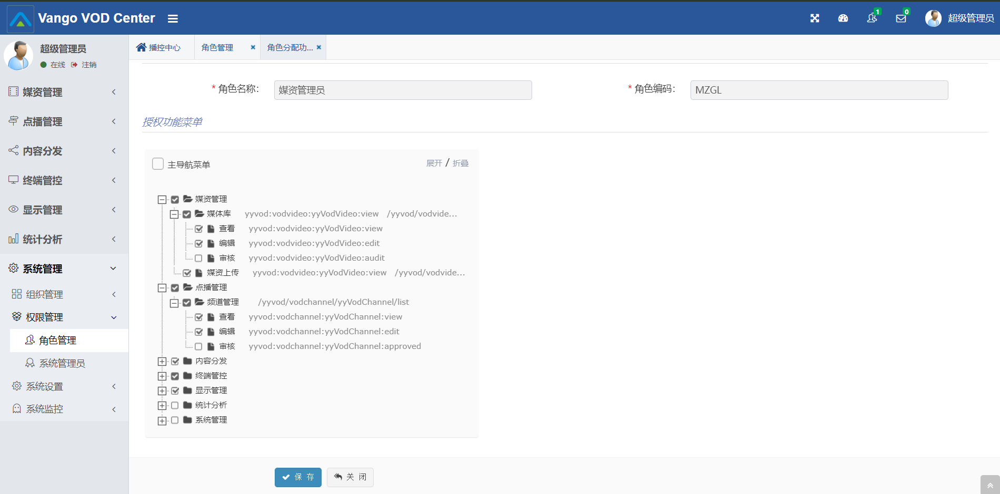 Vango VOD Center
1
0
超级管理员
超级管理员
在线 注销
媒资管理
点播管理
内容分发
终端管控
显示管理
统计分析
系统管理
组织管理
权限管理
角色管理
系统管理员
系统设置
系统监控
播控中心 角色管理 角色分配功...
* 角色名称: 媒资管理员 * 角色编码: MZGL
授权功能菜单
主导航菜单 展开 / 折叠
媒资管理
媒体库 yyvod:vodvideo:yyVodVideo:view /yyvod/vodvide...
查看 yyvod:vodvideo:yyVodVideo:view
编辑 yyvod:vodvideo:yyVodVideo:edit
审核 yyvod:vodvideo:yyVodVideo:audit
媒资上传 yyvod:vodvideo:yyVodVideo:view /yyvod/vodvide...
点播管理
频道管理 /yyvod/vodchannel/yyVodChannel/list
查看 yyvod:vodchannel:yyVodChannel:view
编辑 yyvod:vodchannel:yyVodChannel:edit
审核 yyvod:vodchannel:yyVodChannel:approved
内容分发
终端管控
显示管理
统计分析
系统管理
保 存 关 闭